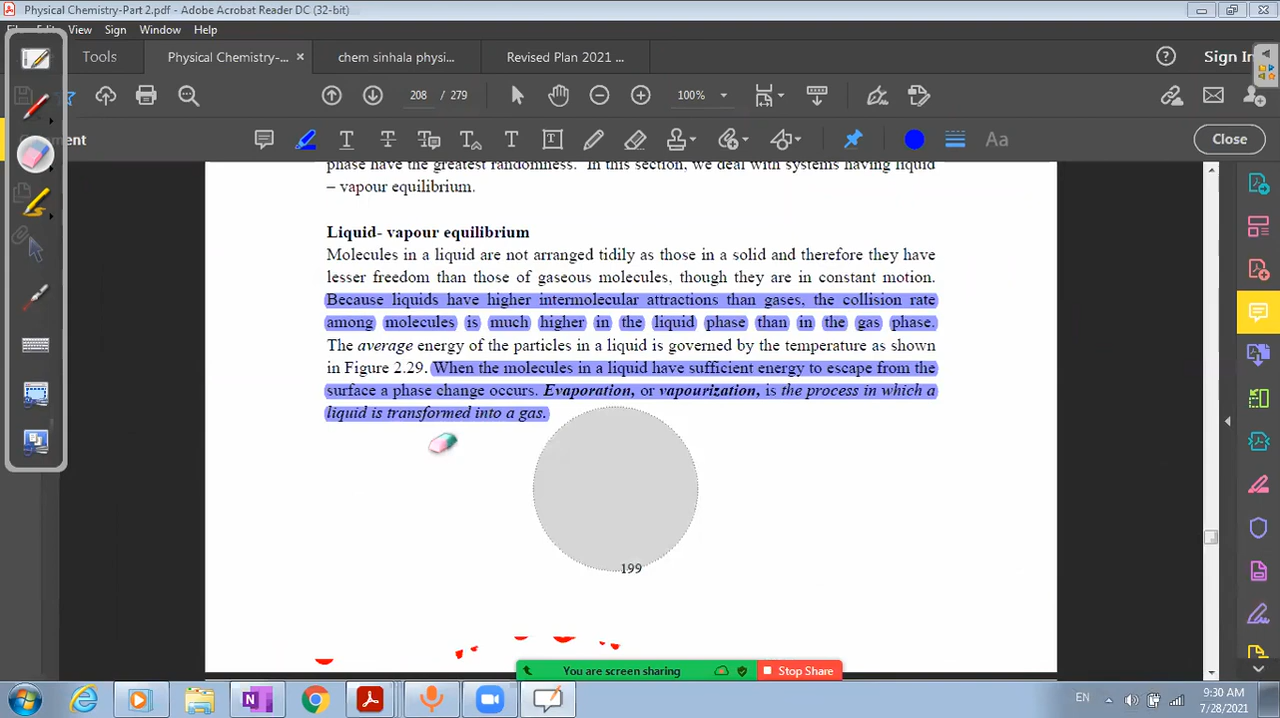 Physical Chemistry-Part 2.pdf - Adobe Acrobat Reader DC (32-bit)
View Sign Window Help
Tools Physical Chemistry-... × chem sinhala physi... Revised Plan 2021 ... Sign In
208 / 279 100%
ment Close
phase have the greatest randomness. In this section, we deal with systems having liquid
– vapour equilibrium.
Liquid- vapour equilibrium
Molecules in a liquid are not arranged tidily as those in a solid and therefore they have
lesser freedom than those of gaseous molecules, though they are in constant motion.
Because liquids have higher intermolecular attractions than gases, the collision rate
among molecules is much higher in the liquid phase than in the gas phase.
The average energy of the particles in a liquid is governed by the temperature as shown
in Figure 2.29. When the molecules in a liquid have sufficient energy to escape from the
surface a phase change occurs. Evaporation, or vapourization, is the process in which a
liquid is transformed into a gas.
199
You are screen sharing Stop Share
EN 9:30 AM
7/28/2021